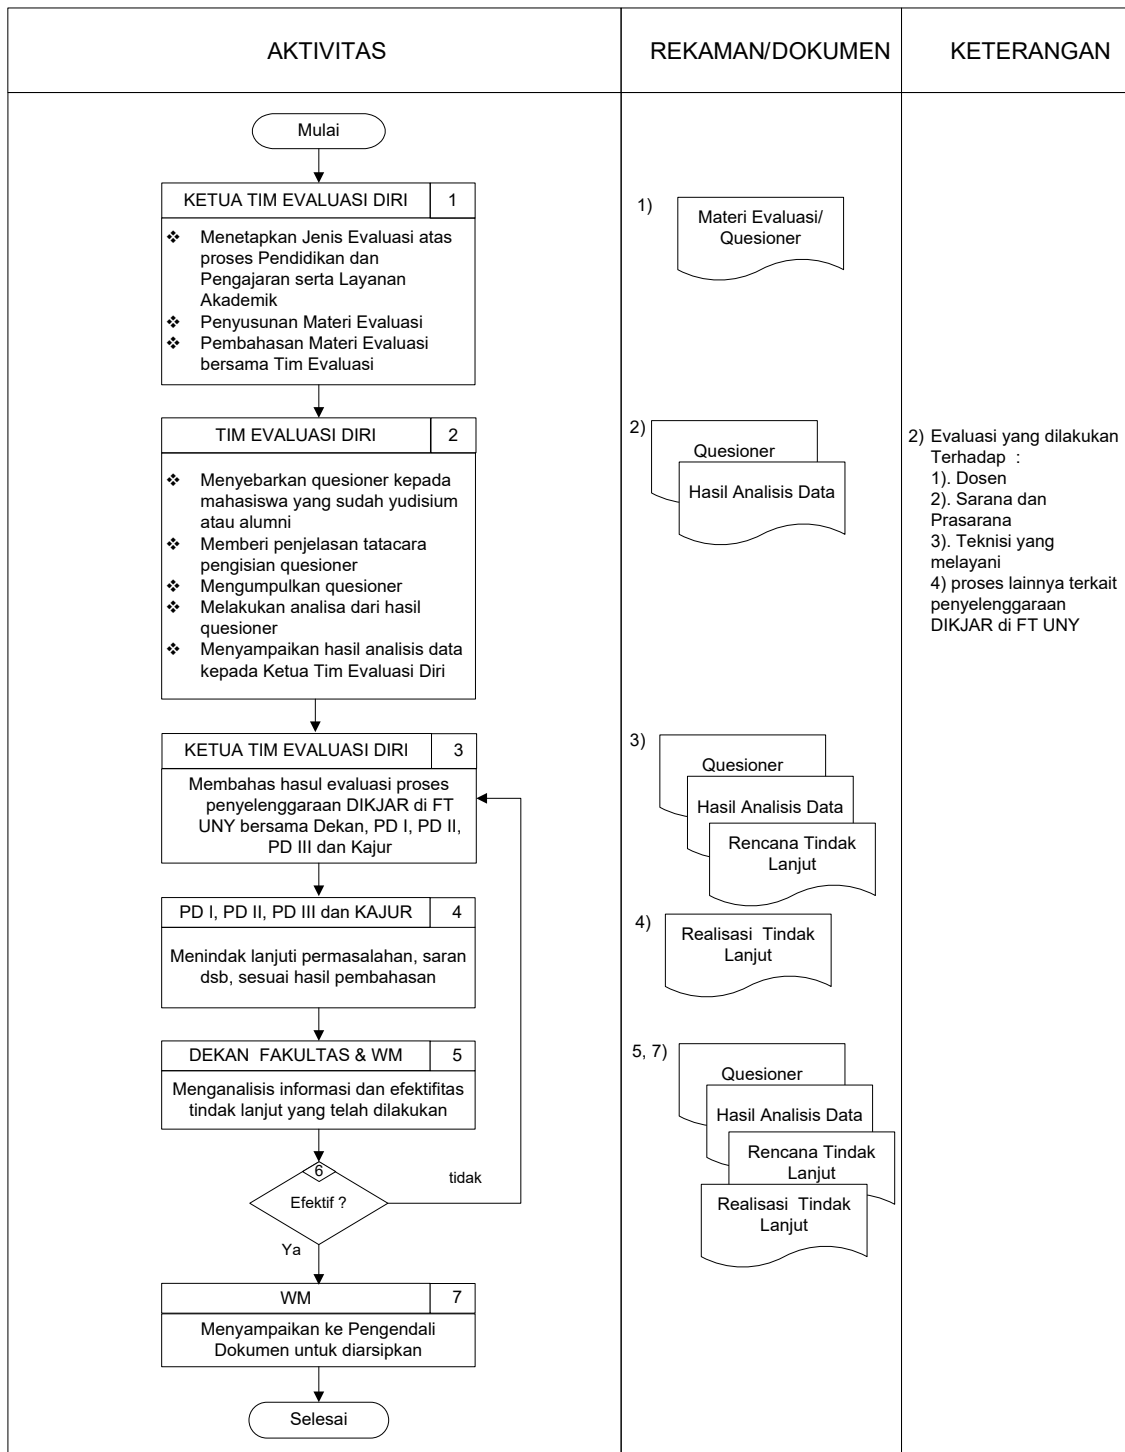 AKTIVITAS
REKAMAN/DOKUMEN
KETERANGAN
Mulai
KETUA TIM EVALUASI DIRI
1
❖ Menetapkan Jenis Evaluasi atas
proses Pendidikan dan
Pengajaran serta Layanan
Akademik
❖ Penyusunan Materi Evaluasi
❖ Pembahasan Materi Evaluasi
bersama Tim Evaluasi
1)
Materi Evaluasi/
Quesioner
TIM EVALUASI DIRI
2
❖ Menyebarkan quesioner kepada
mahasiswa yang sudah yudisium
atau alumni
❖ Memberi penjelasan tatacara
pengisian quesioner
❖ Mengumpulkan quesioner
❖ Melakukan analisa dari hasil
quesioner
❖ Menyampaikan hasil analisis data
kepada Ketua Tim Evaluasi Diri
2)
Quesioner
Hasil Analisis Data
2) Evaluasi yang dilakukan
Terhadap :
1). Dosen
2). Sarana dan
Prasarana
3). Teknisi yang
melayani
4) proses lainnya terkait
penyelenggaraan
DIKJAR di FT UNY
KETUA TIM EVALUASI DIRI
3
Membahas hasul evaluasi proses
penyelenggaraan DIKJAR di FT
UNY bersama Dekan, PD I, PD II,
PD III dan Kajur
3)
Quesioner
Hasil Analisis Data
Rencana Tindak
Lanjut
PD I, PD II, PD III dan KAJUR
4
Menindak lanjuti permasalahan, saran
dsb, sesuai hasil pembahasan
4)
Realisasi Tindak
Lanjut
DEKAN FAKULTAS & WM
5
Menganalisis informasi dan efektifitas
tindak lanjut yang telah dilakukan
5, 7)
Quesioner
Hasil Analisis Data
Rencana Tindak
Lanjut
Realisasi Tindak
Lanjut
6
Efektif ?
tidak
Ya
WM
7
Menyampaikan ke Pengendali
Dokumen untuk diarsipkan
Selesai